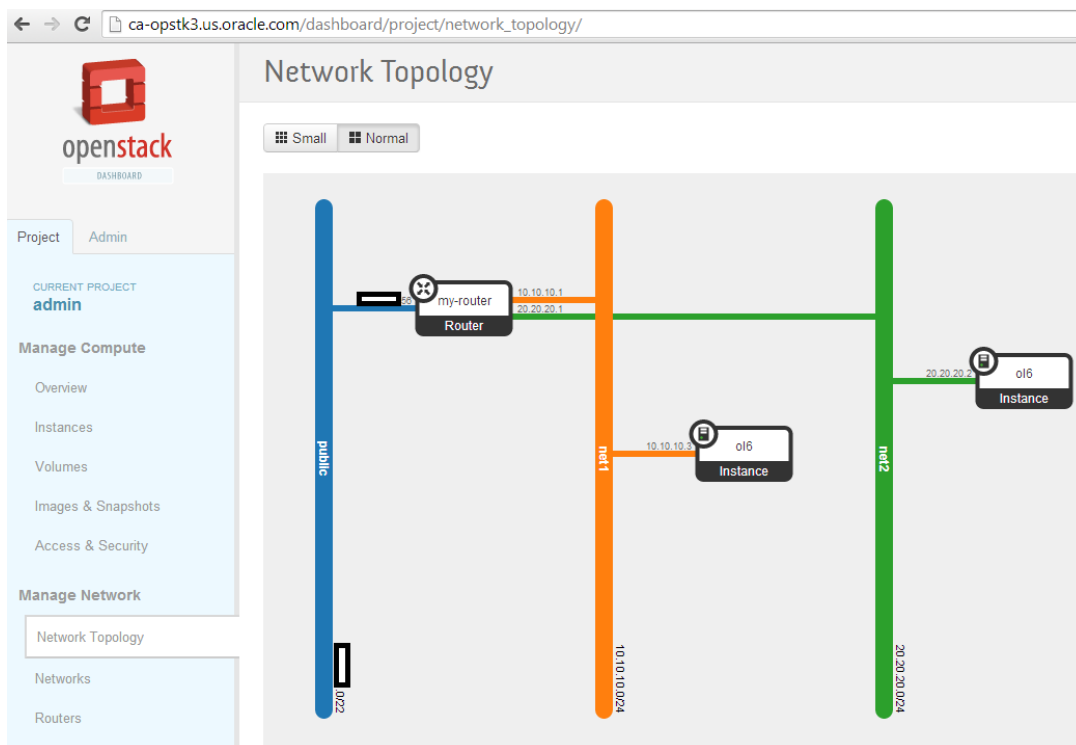 ca-opstk3.us.oracle.com/dashboard/project/network_topology/
openstack
DASHBOARD
Project
Admin
CURRENT PROJECT
admin
Manage Compute
Overview
Instances
Volumes
Images & Snapshots
Access & Security
Manage Network
Network Topology
Networks
Routers
Network Topology
Small
Normal
public
.0/22
56
my-router
Router
10.10.10.1
20.20.20.1
net1
10.10.10.0/24
10.10.10.3
ol6
Instance
net2
20.20.20.0/24
20.20.20.2
ol6
Instance